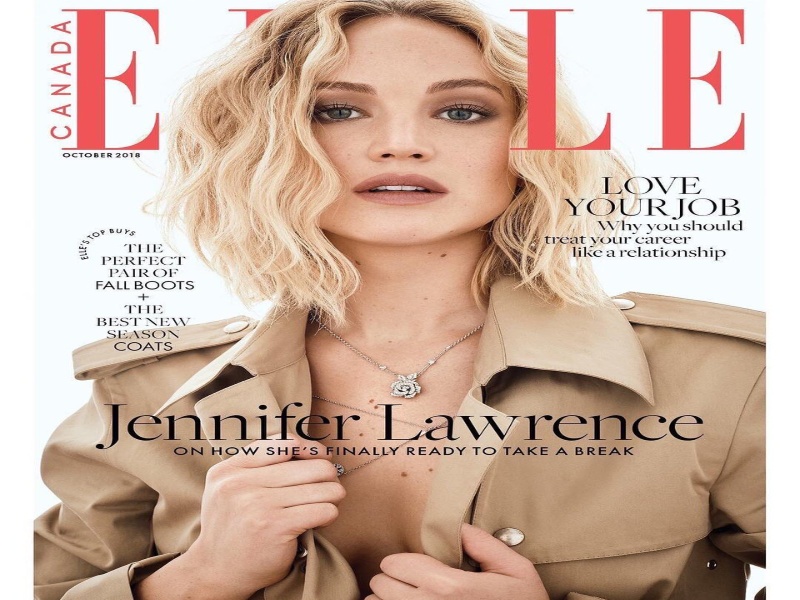 CANADA
ELLE
OCTOBER 2018
LOVE
YOUR JOB
Why you should
treat your career
like a relationship
ELLE'S TOP BUYS
THE
PERFECT
PAIR OF
FALL BOOTS
+
THE
BEST NEW
SEASON
COATS
Jennifer Lawrence
ON HOW SHE'S FINALLY READY TO TAKE A BREAK